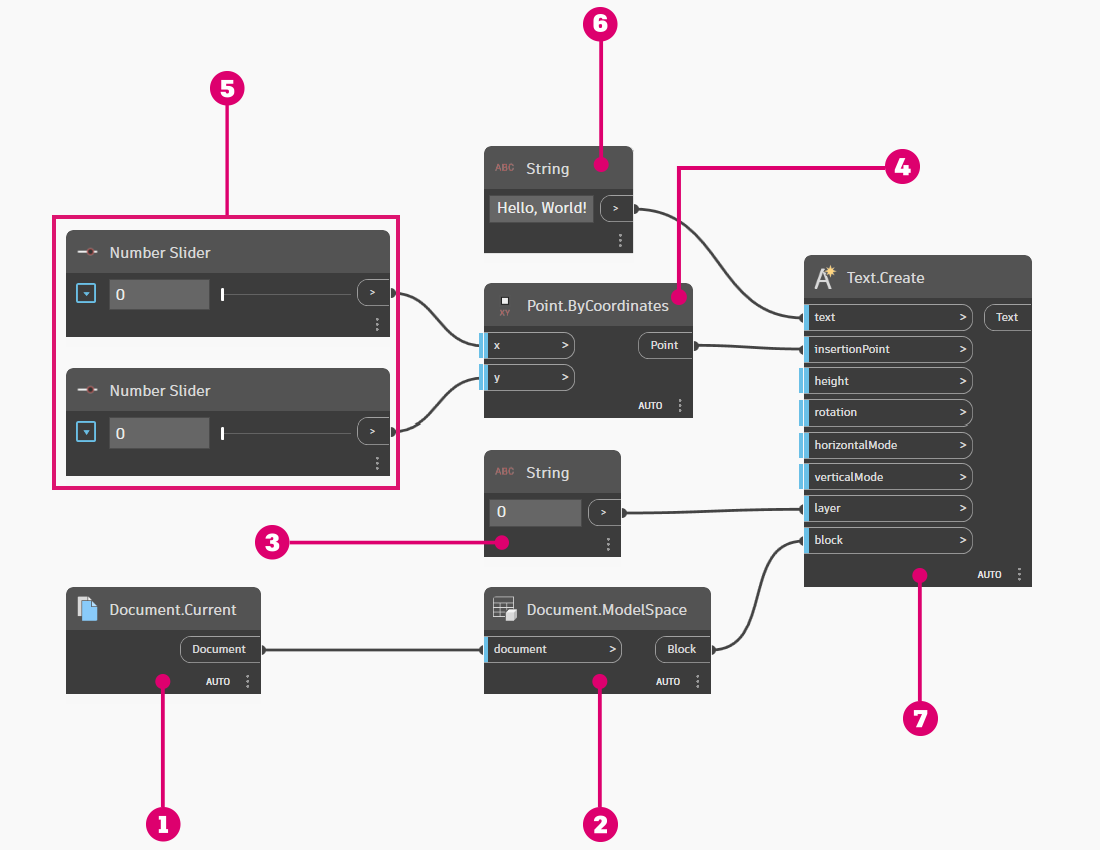 6
5
4
ABC String
Hello, World! >
Number Slider
0 >
Number Slider
0 >
XY Point.ByCoordinates
x > Point
y >
AUTO
ABC String
0 >
3
Text.Create
text > Text
insertionPoint >
height >
rotation >
horizontalMode >
verticalMode >
layer >
block >
AUTO
Document.Current
Document
AUTO
Document.ModelSpace
document > Block
AUTO
7
1
2